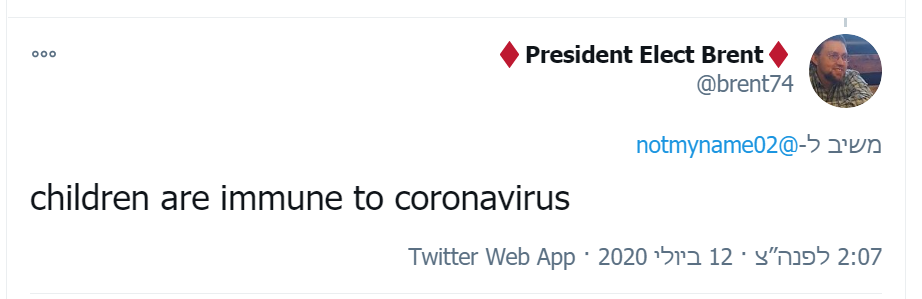 ♦ President Elect Brent ♦
@brent74
משיב ל-@notmyname02
children are immune to coronavirus
2:07 לפנה״צ · 12 ביולי 2020 · Twitter Web App